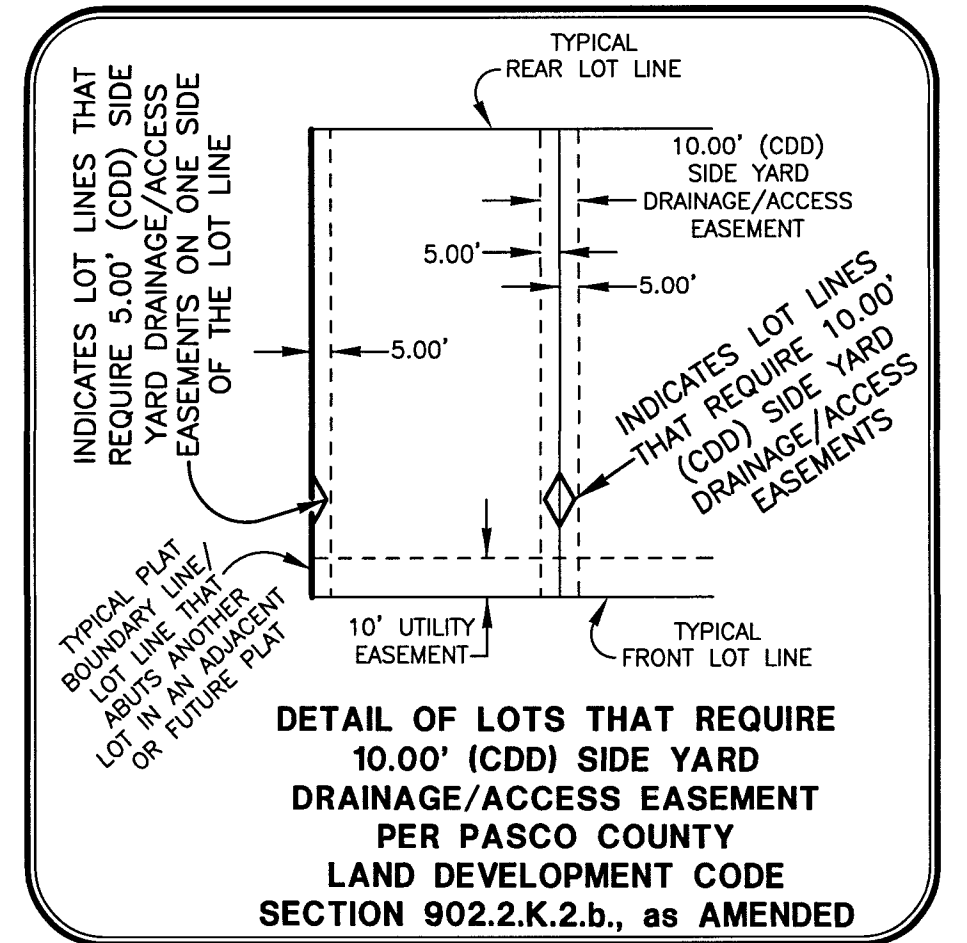 TYPICAL
REAR LOT LINE
INDICATES LOT LINES THAT
REQUIRE 5.00' (CDD) SIDE
YARD DRAINAGE/ACCESS
EASEMENTS ON ONE SIDE
OF THE LOT LINE
10.00' (CDD)
SIDE YARD
DRAINAGE/ACCESS
EASEMENT
5.00'
5.00'
5.00'
INDICATES LOT LINES
THAT REQUIRE 10.00'
(CDD) SIDE YARD
DRAINAGE/ACCESS
EASEMENTS
TYPICAL PLAT
BOUNDARY LINE/
LOT LINE THAT
ABUTS ANOTHER
LOT IN AN ADJACENT
OR FUTURE PLAT
10' UTILITY
EASEMENT
TYPICAL
FRONT LOT LINE
DETAIL OF LOTS THAT REQUIRE
10.00' (CDD) SIDE YARD
DRAINAGE/ACCESS EASEMENT
PER PASCO COUNTY
LAND DEVELOPMENT CODE
SECTION 902.2.K.2.b., as AMENDED